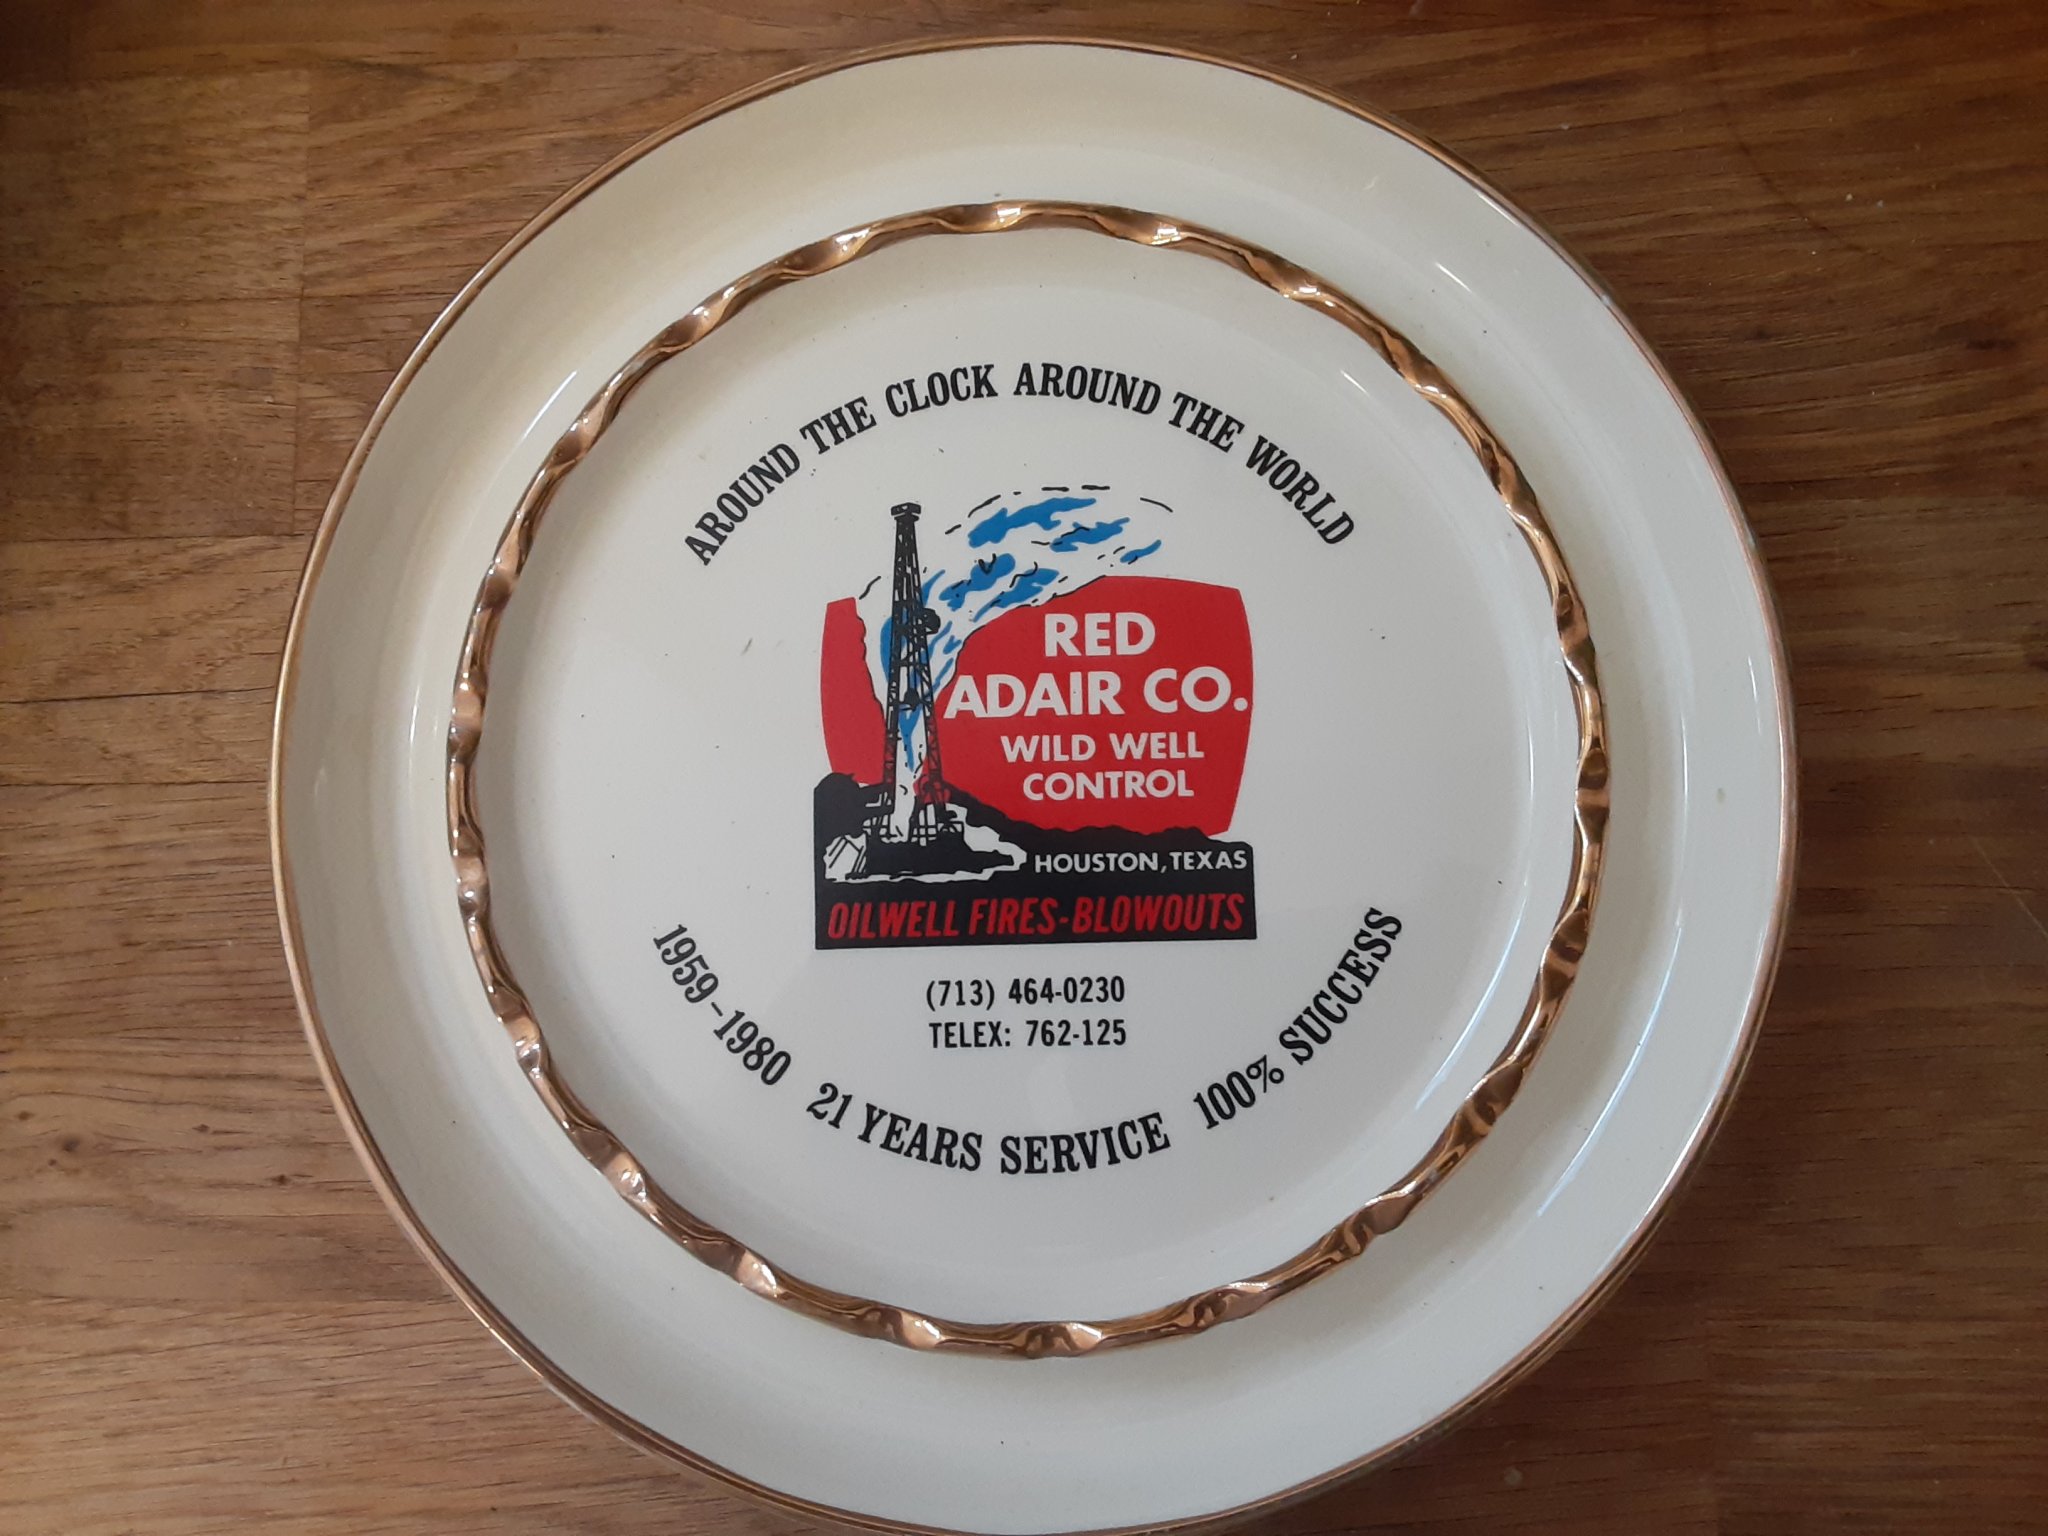 AROUND THE CLOCK AROUND THE WORLD
RED
ADAIR CO.
WILD WELL
CONTROL
HOUSTON, TEXAS
OILWELL FIRES-BLOWOUTS
(713) 464-0230
TELEX: 762-125
1959-1980 21 YEARS SERVICE 100% SUCCESS